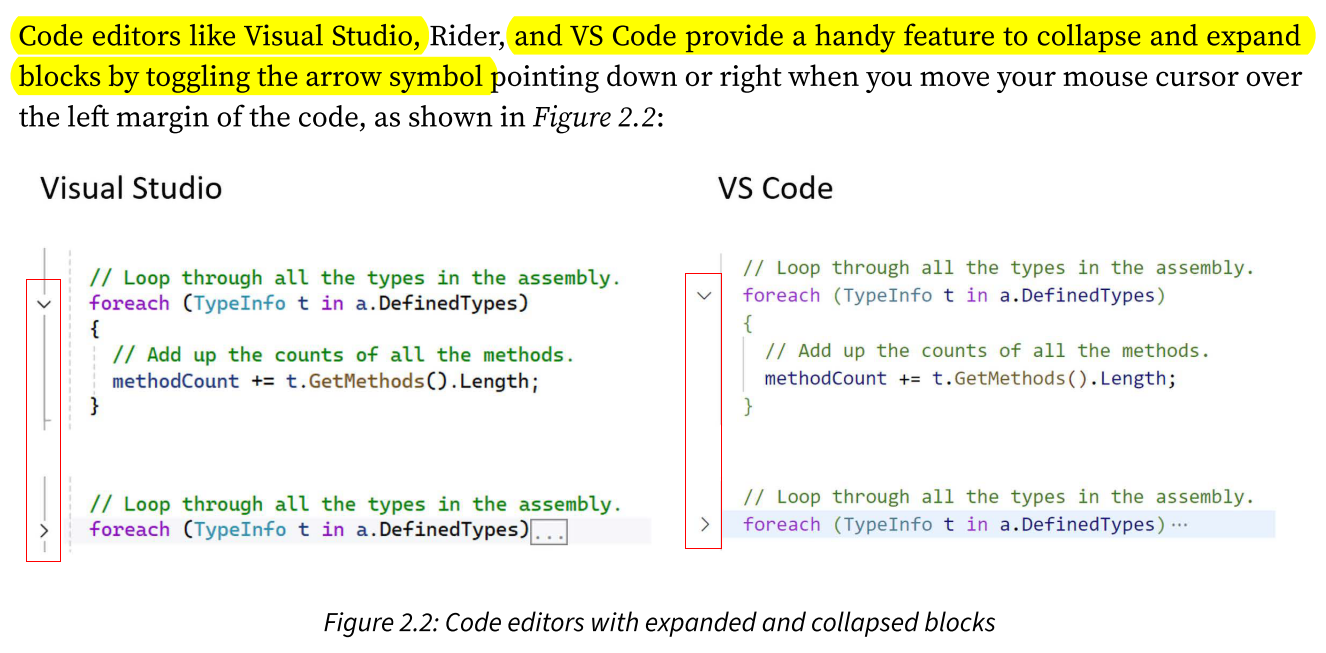 Code editors like Visual Studio, Rider, and VS Code provide a handy feature to collapse and expand
blocks by toggling the arrow symbol pointing down or right when you move your mouse cursor over
the left margin of the code, as shown in Figure 2.2:
Visual Studio
// Loop through all the types in the assembly.
foreach (TypeInfo t in a.DefinedTypes)
{
// Add up the counts of all the methods.
methodCount += t.GetMethods().Length;
}
// Loop through all the types in the assembly.
foreach (TypeInfo t in a.DefinedTypes)...
VS Code
// Loop through all the types in the assembly.
foreach (TypeInfo t in a.DefinedTypes)
{
// Add up the counts of all the methods.
methodCount += t.GetMethods().Length;
}
// Loop through all the types in the assembly.
foreach (TypeInfo t in a.DefinedTypes) ···
Figure 2.2: Code editors with expanded and collapsed blocks